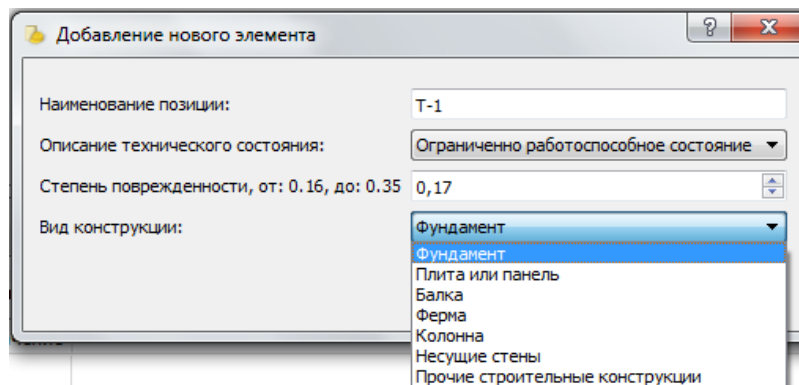 Добавление нового элемента
Наименование позиции: Т-1
Описание технического состояния: Ограниченно работоспособное состояние
Степень поврежденности, от: 0.16, до: 0.35 0,17
Вид конструкции: Фундамент
Фундамент
Плита или панель
Балка
Ферма
Колонна
Несущие стены
Прочие строительные конструкции